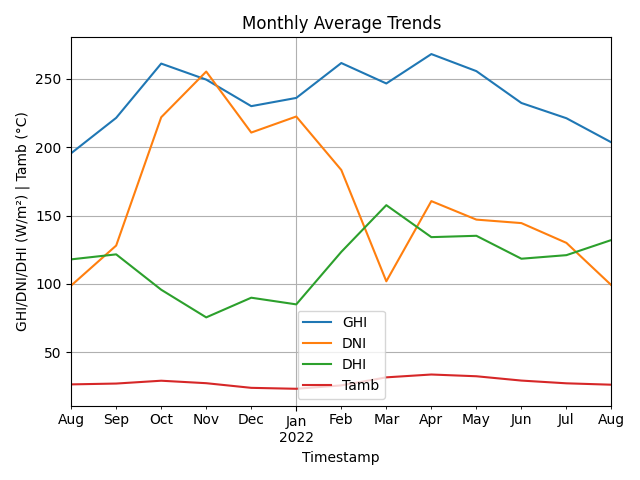 Monthly Average Trends
GHI/DNI/DHI (W/m²) | Tamb (°C)
250
200
150
100
50
GHI
DNI
DHI
Tamb
Aug Sep Oct Nov Dec Jan Feb Mar Apr May Jun Jul Aug
2022
Timestamp